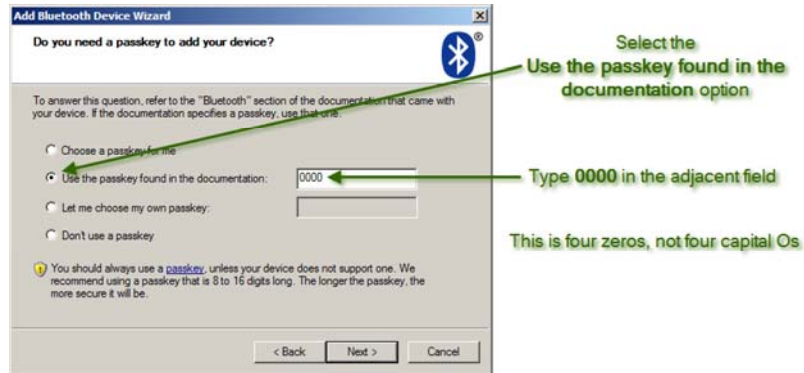 Add Bluetooth Device Wizard
Do you need a passkey to add your device?
®
To answer this question, refer to the "Bluetooth" section of the documentation that came with
your device. If the documentation specifies a passkey, use that one.
Choose a passkey for me
Use the passkey found in the documentation:
0000
Let me choose my own passkey:
Don't use a passkey
You should always use a passkey, unless your device does not support one. We
recommend using a passkey that is 8 to 16 digits long. The longer the passkey, the
more secure it will be.
< Back
Next >
Cancel
Select the
Use the passkey found in the
documentation option
Type 0000 in the adjacent field
This is four zeros, not four capital Os